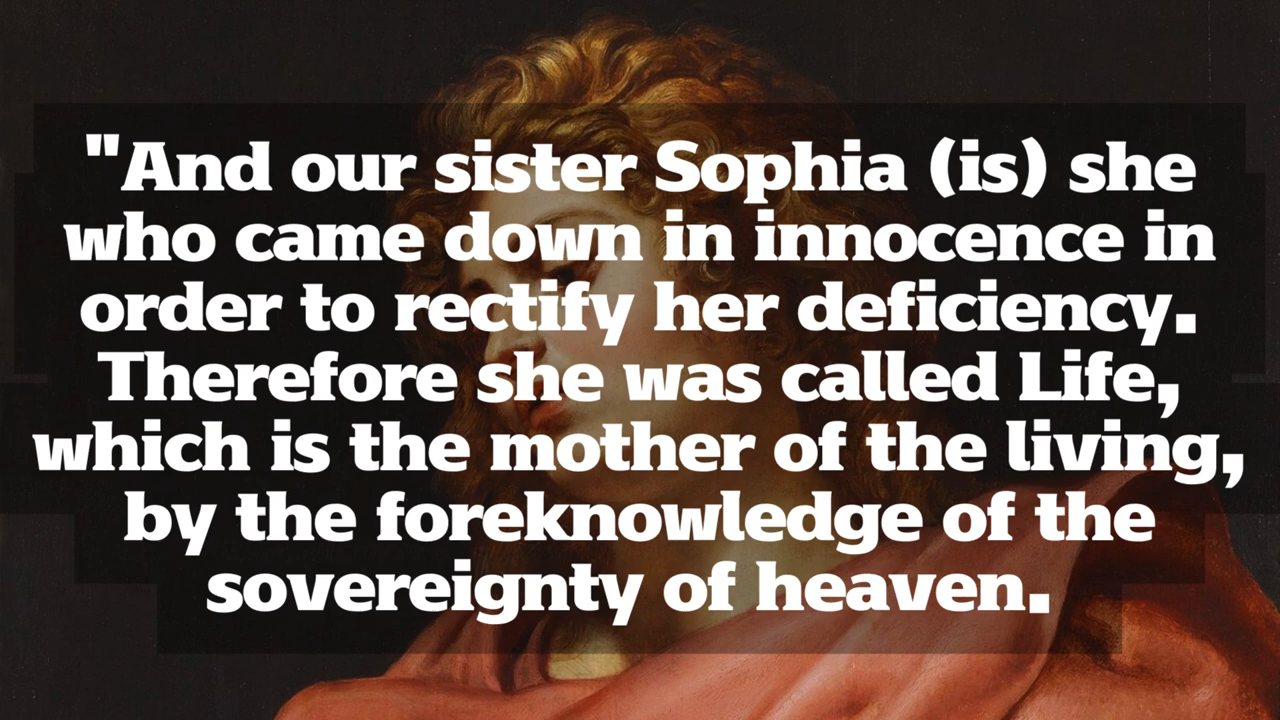 "And our sister Sophia (is) she
who came down in innocence in
order to rectify her deficiency.
Therefore she was called Life,
which is the mother of the living,
by the foreknowledge of the
sovereignty of heaven.